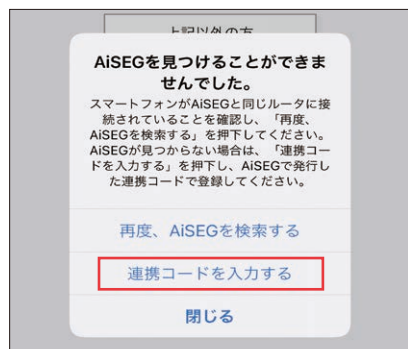 上記以外の方
AiSEGを見つけることができま
せんでした。
スマートフォンがAiSEGと同じルータに接
続されていることを確認し、「再度、
AiSEGを検索する」を押下してください。
AiSEGが見つからない場合は、「連携コー
ドを入力する」を押下し、AiSEGで発行し
た連携コードで登録してください。
再度、AiSEGを検索する
連携コードを入力する
閉じる